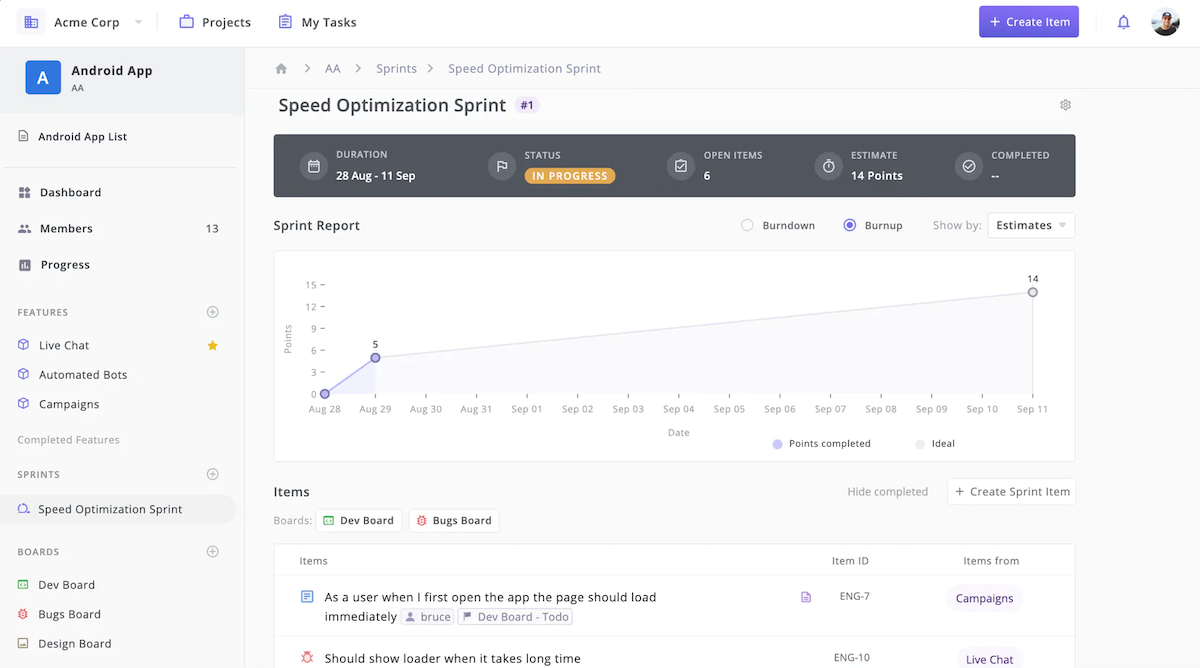 Acme Corp
Projects
My Tasks
+ Create Item
A
Android App
AA
Android App List
Dashboard
Members 13
Progress
FEATURES
Live Chat
Automated Bots
Campaigns
Completed Features
SPRINTS
Speed Optimization Sprint
BOARDS
Dev Board
Bugs Board
Design Board
AA > Sprints > Speed Optimization Sprint
Speed Optimization Sprint #1
DURATION
28 Aug - 11 Sep
STATUS
IN PROGRESS
OPEN ITEMS
6
ESTIMATE
14 Points
COMPLETED
--
Sprint Report
Burndown
Burnup
Show by: Estimates
Points
15
12
9
6
3
0
5
14
Aug 28 Aug 29 Aug 30 Aug 31 Sep 01 Sep 02 Sep 03 Sep 04 Sep 05 Sep 06 Sep 07 Sep 08 Sep 09 Sep 10 Sep 11
Date
Points completed
Ideal
Items
Hide completed
+ Create Sprint Item
Boards: Dev Board Bugs Board
Items Item ID Items from
As a user when I first open the app the page should load
immediately bruce Dev Board - Todo
ENG-7
Campaigns
Should show loader when it takes long time
ENG-10
Live Chat